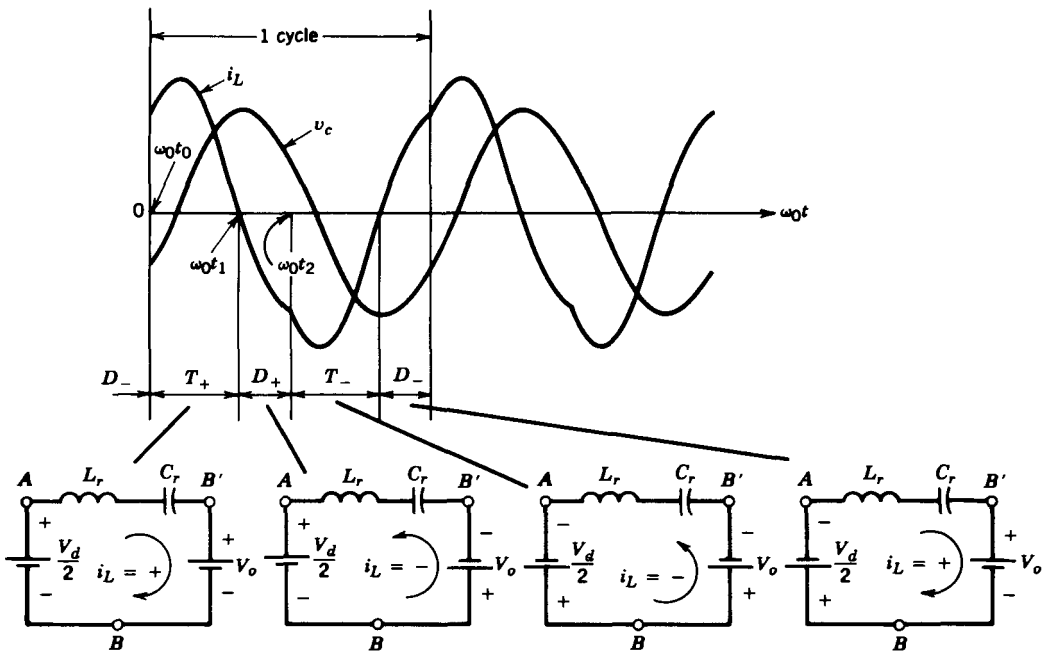 1 cycle
i_L
v_c
ω₀t₀
0
ω₀t
ω₀t₁
ω₀t₂
D₋ T₊ D₊ T₋ D₋
A L_r C_r B′
+ +
V_d/2 i_L = + V_o
− −
B
A L_r C_r B′
+ −
V_d/2 i_L = − V_o
− +
B
A L_r C_r B′
− −
V_d/2 i_L = − V_o
+ +
B
A L_r C_r B′
− +
V_d/2 i_L = + V_o
+ −
B